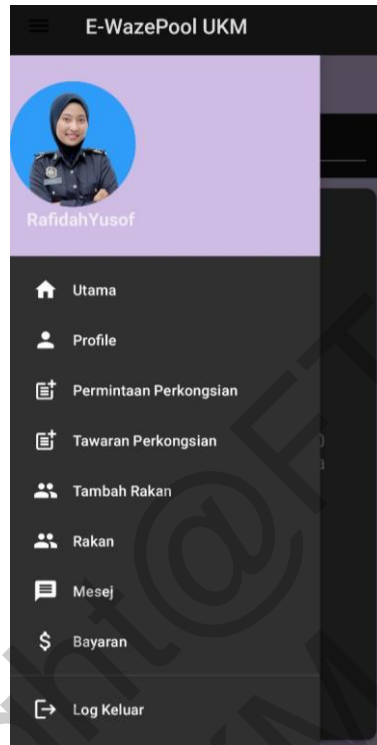 E-WazePool UKM
RafidahYusof
Utama
Profile
Permintaan Perkongsian
Tawaran Perkongsian
Tambah Rakan
Rakan
Mesej
Bayaran
Log Keluar